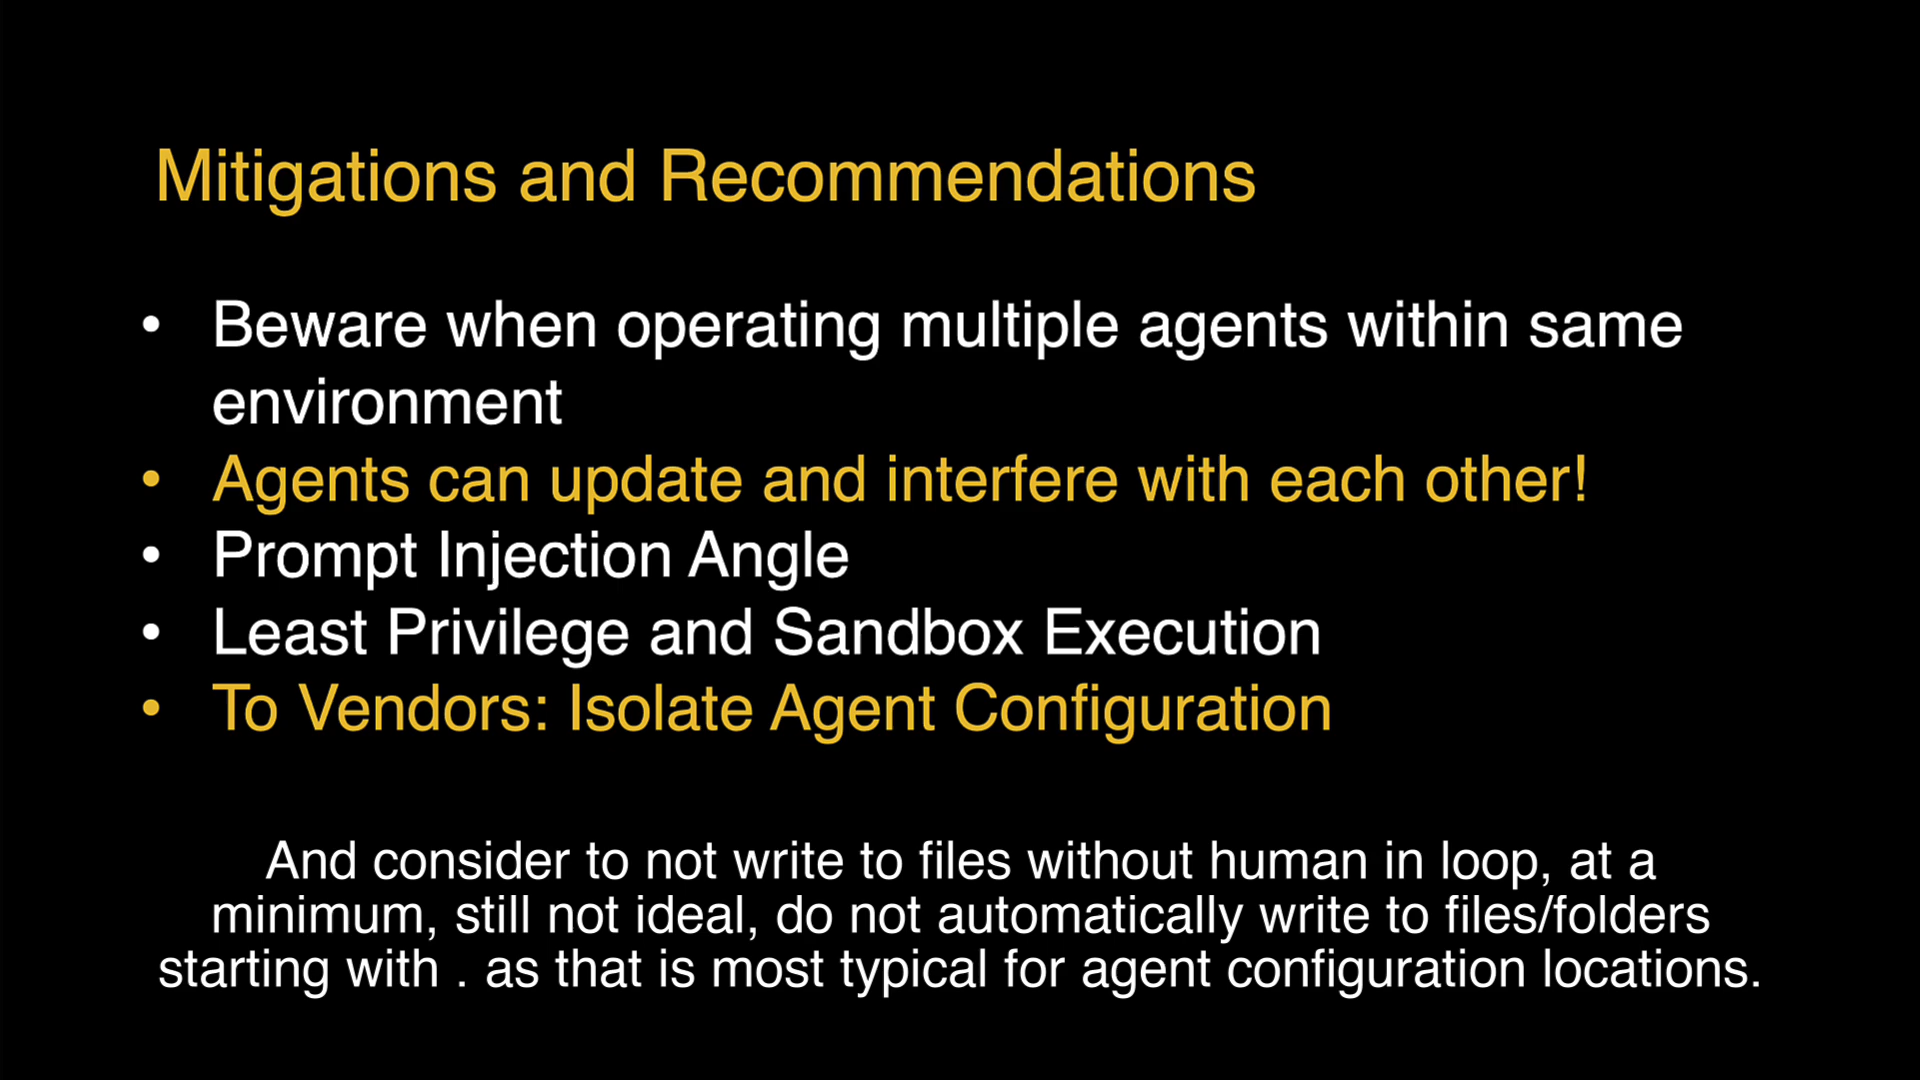 Mitigations and Recommendations
• Beware when operating multiple agents within same
environment
• Agents can update and interfere with each other!
• Prompt Injection Angle
• Least Privilege and Sandbox Execution
• To Vendors: Isolate Agent Configuration
And consider to not write to files without human in loop, at a
minimum, still not ideal, do not automatically write to files/folders
starting with . as that is most typical for agent configuration locations.